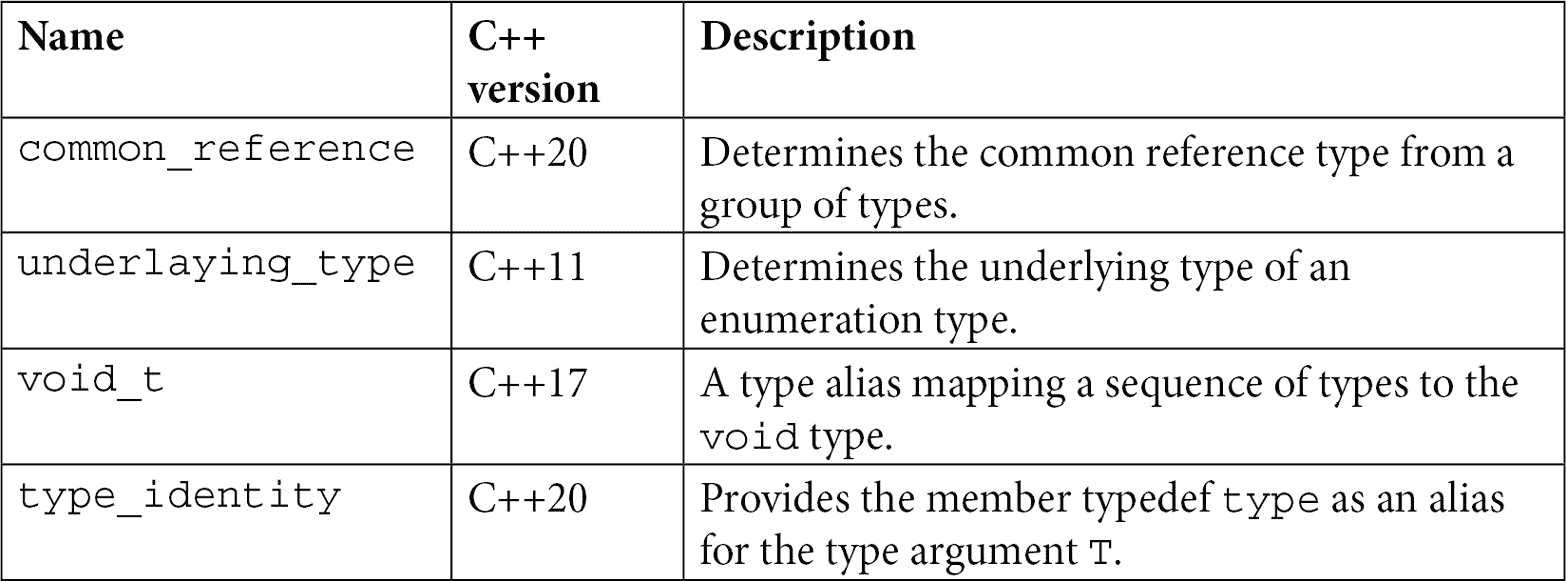 Name C++ version Description
common_reference C++20 Determines the common reference type from a
group of types.
underlaying_type C++11 Determines the underlying type of an
enumeration type.
void_t C++17 A type alias mapping a sequence of types to the
void type.
type_identity C++20 Provides the member typedef type as an alias
for the type argument T.